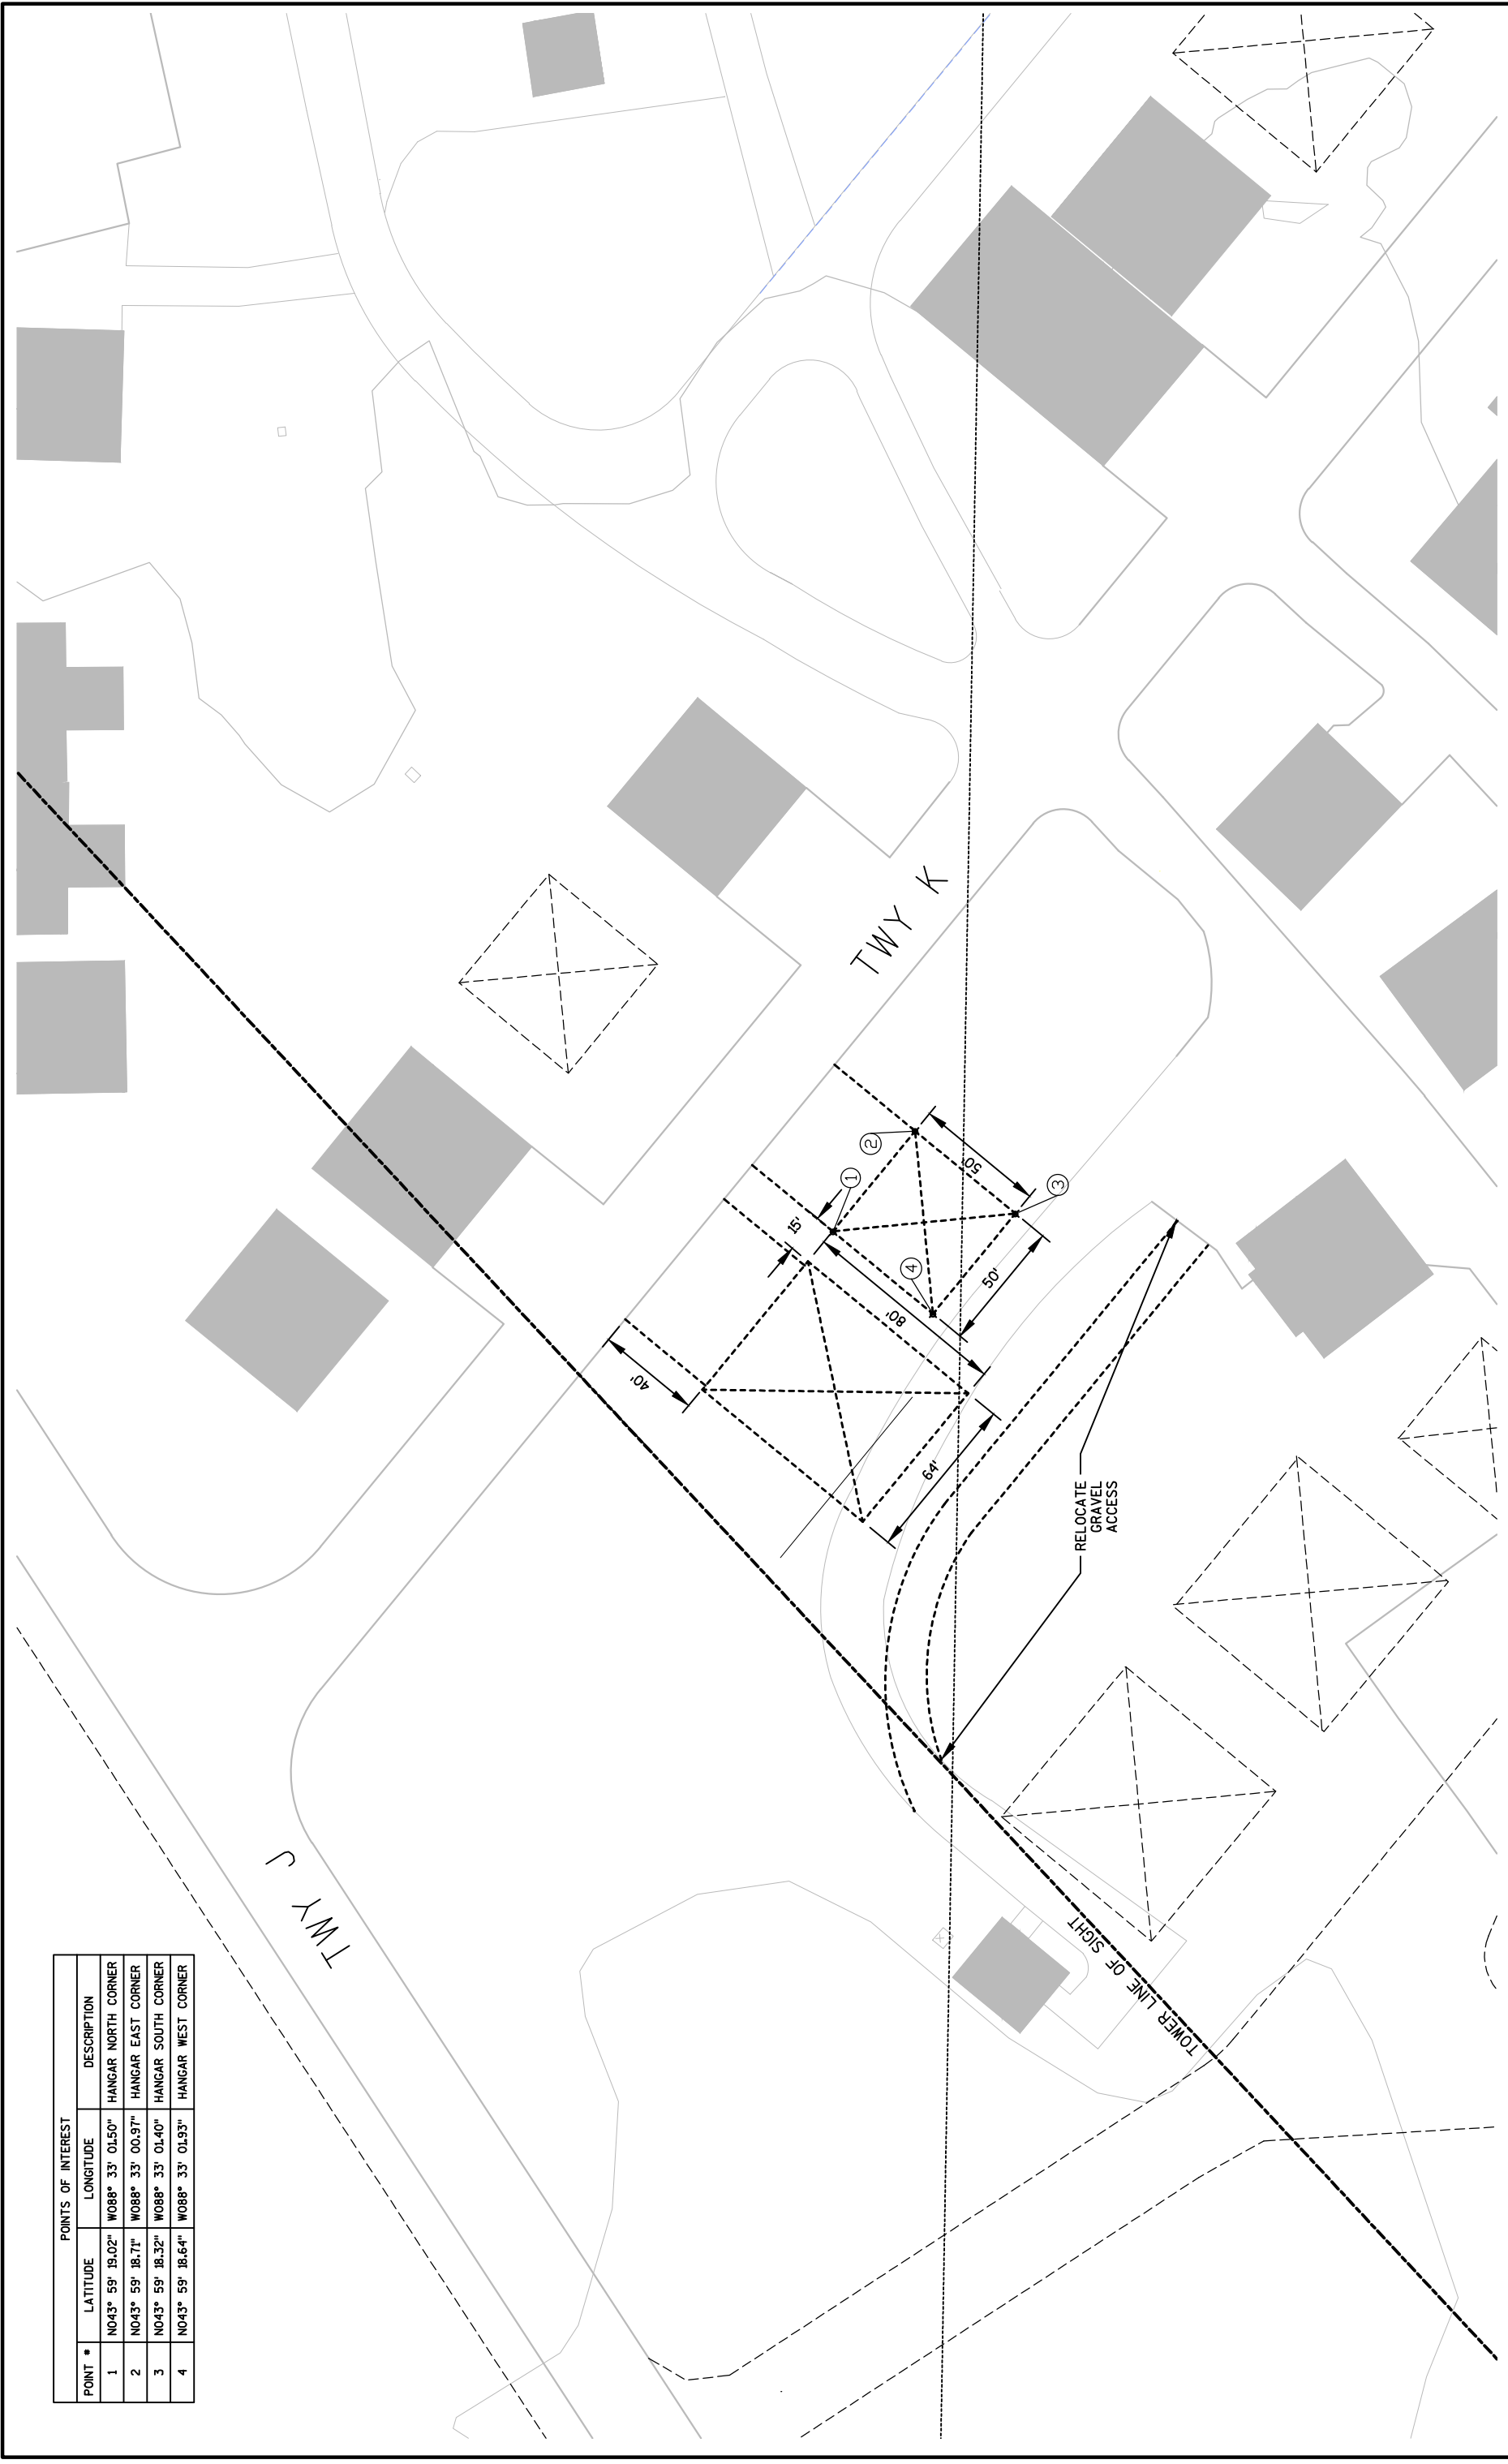 POINTS OF INTEREST
POINT # LATITUDE LONGITUDE DESCRIPTION
1 N043° 59' 19.02" W088° 33' 01.50" HANGAR NORTH CORNER
2 N043° 59' 18.71" W088° 33' 00.97" HANGAR EAST CORNER
3 N043° 59' 18.32" W088° 33' 01.40" HANGAR SOUTH CORNER
4 N043° 59' 18.64" W088° 33' 01.93" HANGAR WEST CORNER
TWY J
TWY K
TOWER LINE OF SIGHT
RELOCATE
GRAVEL
ACCESS
40'
64'
80'
15'
50'
50'
1
2
3
4